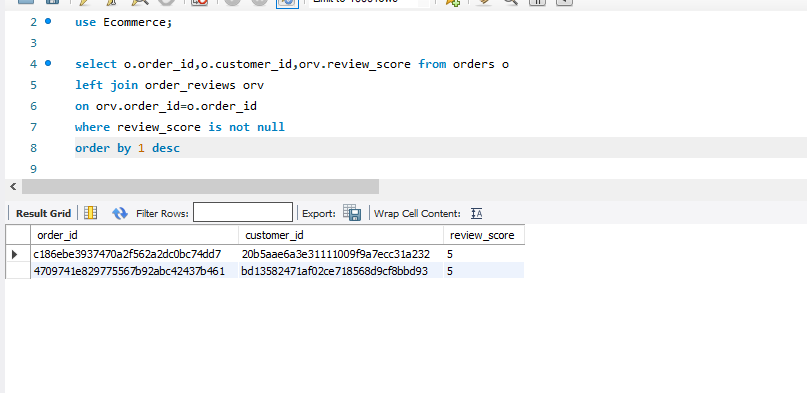 2 use Ecommerce;
3
4 select o.order_id,o.customer_id,orv.review_score from orders o
5 left join order_reviews orv
6 on orv.order_id=o.order_id
7 where review_score is not null
8 order by 1 desc
9
Result Grid Filter Rows: Export: Wrap Cell Content:
order_id customer_id review_score
c186ebe3937470a2f562a2dc0bc74dd7 20b5aae6a3e31111009f9a7ecc31a232 5
4709741e829775567b92abc42437b461 bd13582471af02ce718568d9cf8bbd93 5